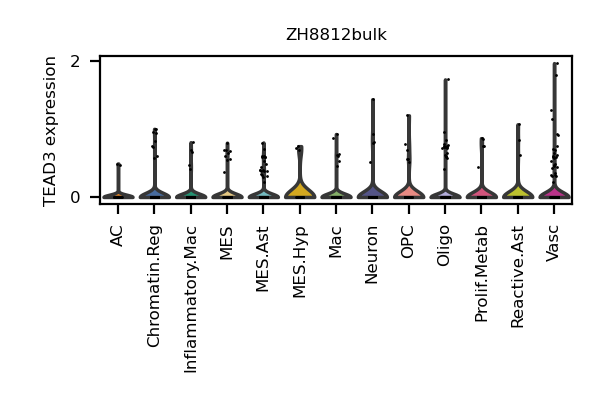 ZH8812bulk
TEAD3 expression
2
0
AC
Chromatin.Reg
Inflammatory.Mac
MES
MES.Ast
MES.Hyp
Mac
Neuron
OPC
Oligo
Prolif.Metab
Reactive.Ast
Vasc